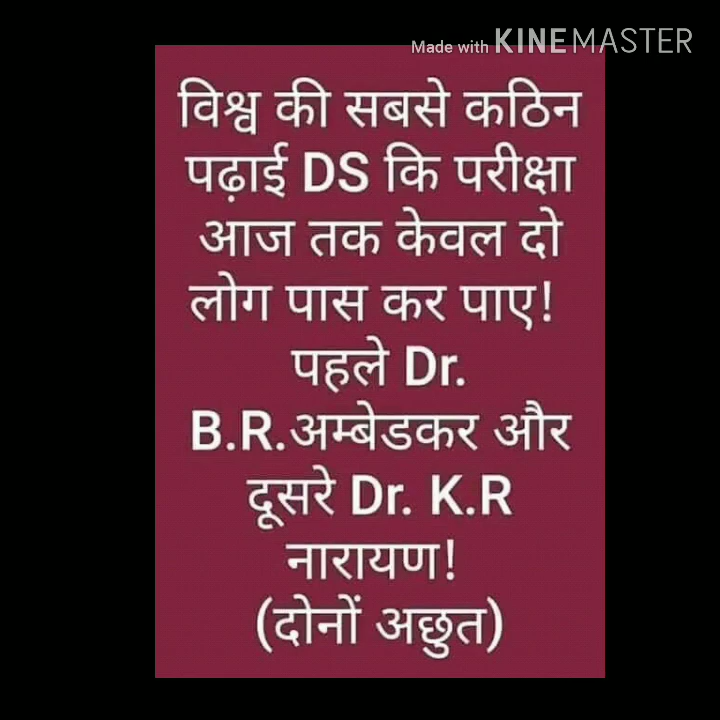 Made with KINEMASTER
विश्व की सबसे कठिन
पढ़ाई DS कि परीक्षा
आज तक केवल दो
लोग पास कर पाए!
पहले Dr.
B.R.अम्बेडकर और
दूसरे Dr. K.R
नारायण!
(दोनों अछुत)